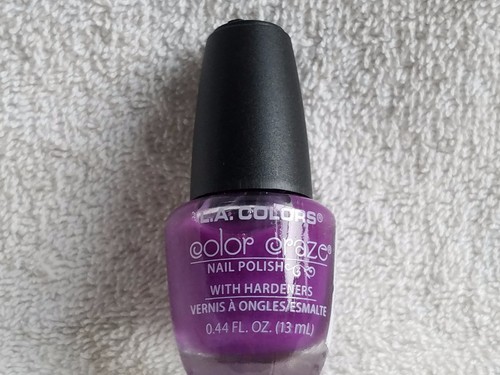 L.A. COLORS®
color craze®
NAIL POLISH
WITH HARDENERS
VERNIS À ONGLES/ESMALTE
0.44 FL. OZ. (13 mL)